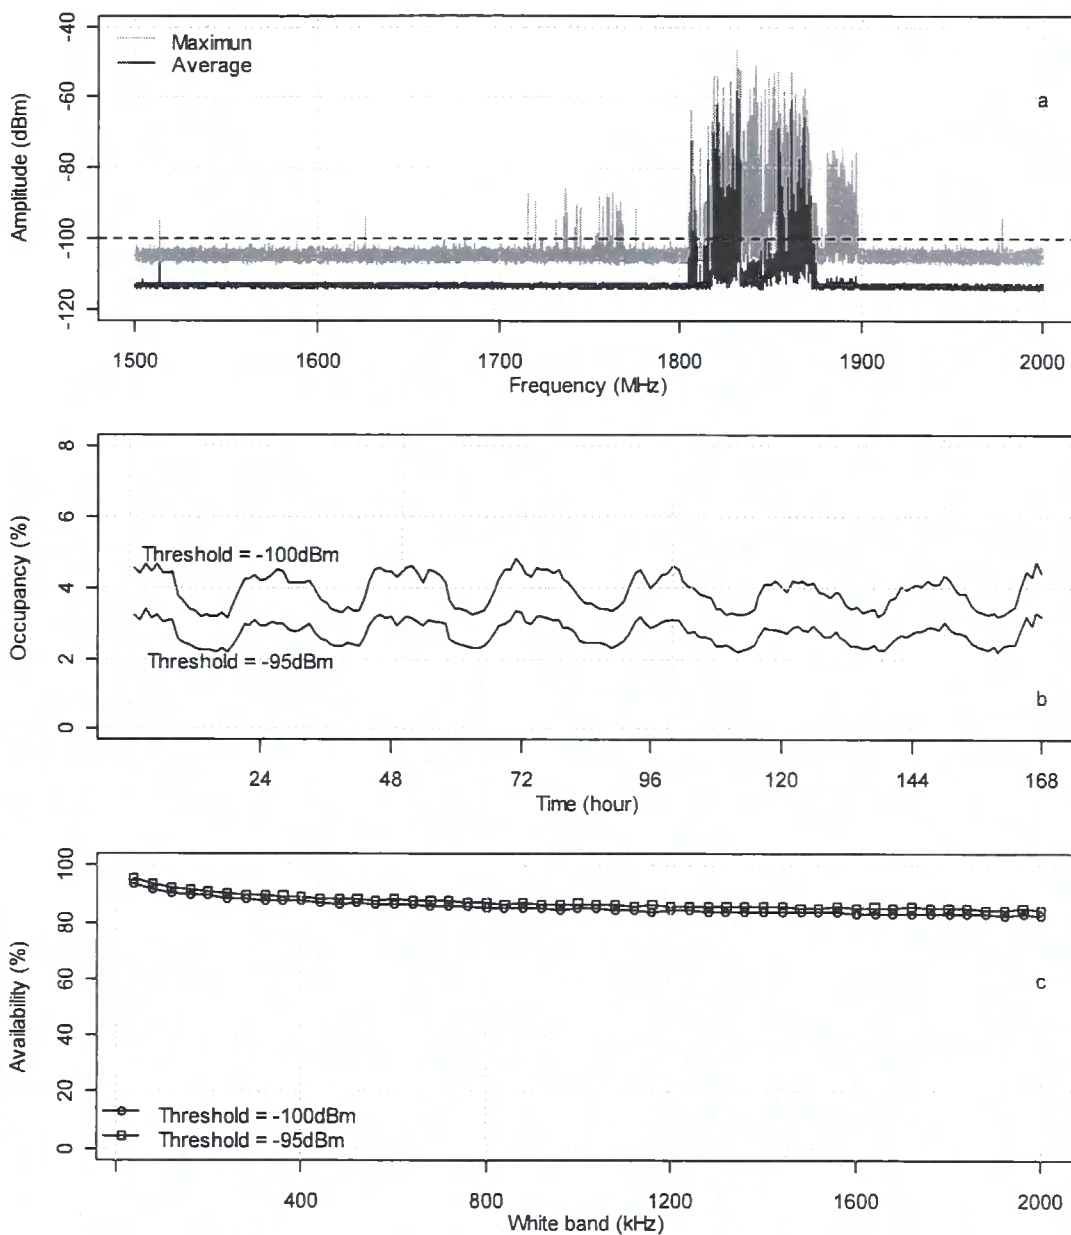 -40
-60
-80
-100
-120
Amplitude (dBm)
Maximun
Average
a
1500 1600 1700 1800 1900 2000
Frequency (MHz)
8
6
4
2
0
Occupancy (%)
Threshold = -100dBm
Threshold = -95dBm
b
24 48 72 96 120 144 168
Time (hour)
100
80
60
40
20
0
Availability (%)
c
Threshold = -100dBm
Threshold = -95dBm
400 800 1200 1600 2000
White band (kHz)